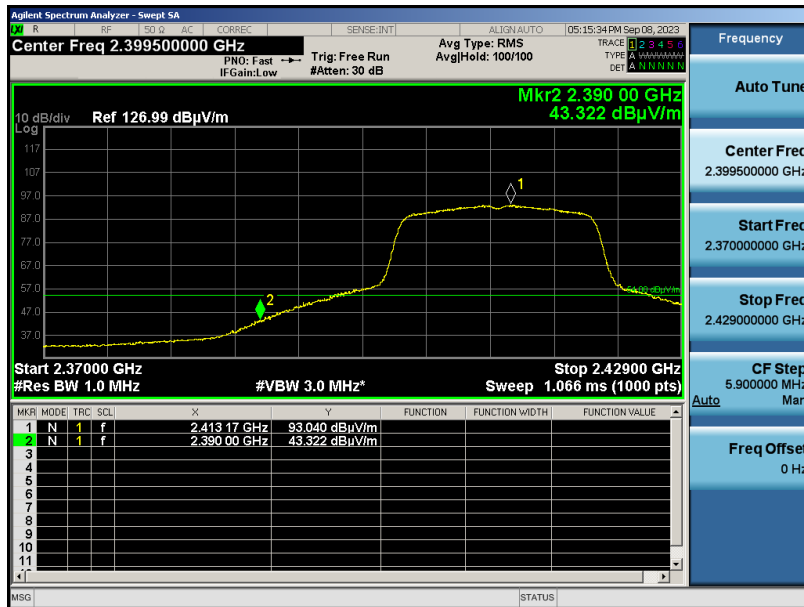 Agilent Spectrum Analyzer - Swept SA
LXI R RF 50 Ω AC CORREC SENSE:INT ALIGN AUTO 05:15:34 PM Sep 08, 2023
Center Freq 2.399500000 GHz Avg Type: RMS TRACE 1 2 3 4 5 6
PNO: Fast Trig: Free Run Avg|Hold: 100/100 TYPE A
IFGain:Low #Atten: 30 dB DET A N N N N N
Mkr2 2.390 00 GHz
10 dB/div Ref 126.99 dBµV/m 43.322 dBµV/m
Log
117
107
97.0
87.0
77.0
67.0
57.0
47.0
37.0
1
2
54.00 dBµV/m
Start 2.37000 GHz Stop 2.42900 GHz
#Res BW 1.0 MHz #VBW 3.0 MHz* Sweep 1.066 ms (1000 pts)
MKR MODE TRC SCL X Y FUNCTION FUNCTION WIDTH FUNCTION VALUE
1 N 1 f 2.413 17 GHz 93.040 dBµV/m
2 N 1 f 2.390 00 GHz 43.322 dBµV/m
3
4
5
6
7
8
9
10
11
MSG STATUS
Frequency
Auto Tune
Center Freq
2.399500000 GHz
Start Freq
2.370000000 GHz
Stop Freq
2.429000000 GHz
CF Step
5.900000 MHz
Auto Man
Freq Offset
0 Hz